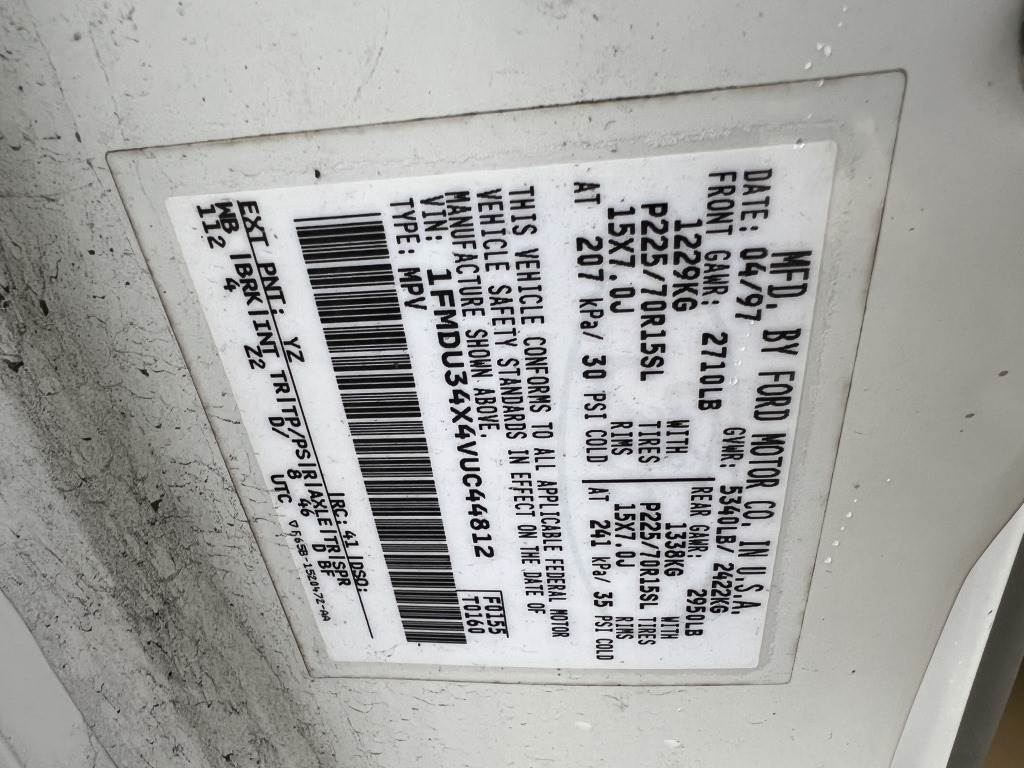 MFD. BY FORD MOTOR CO. IN U.S.A.
DATE: 04/97 GVWR: 5340LB/ 2422KG
FRONT GAWR: 2710LB REAR GAWR: 2950LB
1229KG WITH 1338KG WITH
P225/70R15SL TIRES P225/70R15SL TIRES
15X7.0J RIMS 15X7.0J RIMS
AT 207 kPa/ 30 PSI COLD AT 241 kPa/ 35 PSI COLD
THIS VEHICLE CONFORMS TO ALL APPLICABLE FEDERAL MOTOR
VEHICLE SAFETY STANDARDS IN EFFECT ON THE DATE OF
MANUFACTURE SHOWN ABOVE.
VIN: 1FMDU34X4VUC44812 F0155
TYPE: MPV T0160
EXT PNT: YZ RC: 41 DSO:
WB BRK INT TR TP/PS R AXLE TR SPR
112 4 Z2 D/ 8 46 D BF
UTC